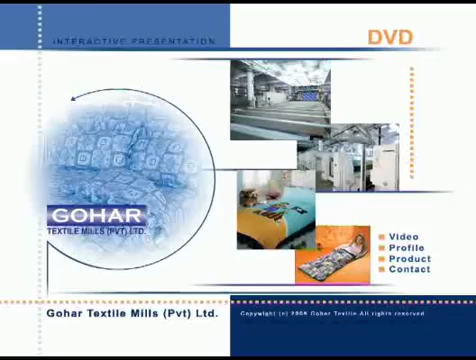 INTERACTIVE PRESENTATION
DVD
GOHAR
TEXTILE MILLS (PVT) LTD.
Video
Profile
Product
Contact
Gohar Textile Mills (Pvt) Ltd.
Copyright (c) 2006 Gohar Textile All right reserved